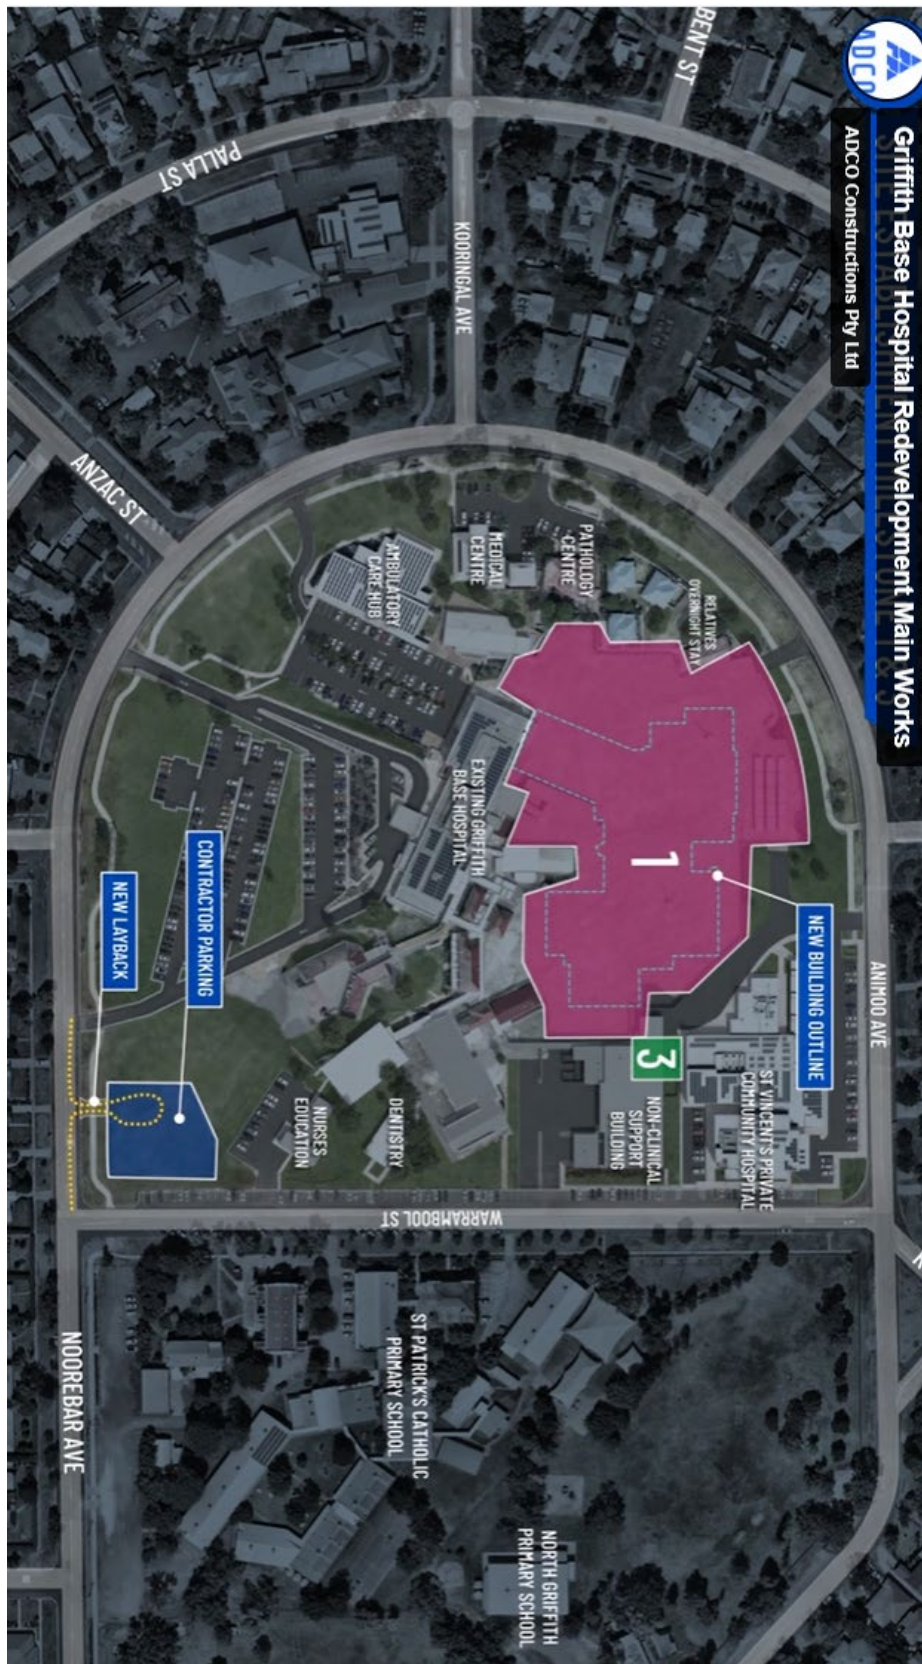 ADCO
Griffith Base Hospital Redevelopment Main Works
ADCO Constructions Pty Ltd
BENT ST
PALLA ST
KOORINGAL AVE
ANZAC ST
ANIMOO AVE
RELATIVES
OVERNIGHT STAY
PATHOLOGY
CENTRE
MEDICAL
CENTRE
AMBULATORY
CARE HUB
EXISTING GRIFFITH
BASE HOSPITAL
1
NEW BUILDING OUTLINE
CONTRACTOR PARKING
NEW LAYBACK
3
ST VINCENT'S PRIVATE
COMMUNITY HOSPITAL
NON-CLINICAL
SUPPORT
BUILDING
DENTISTRY
NURSES
EDUCATION
WARRAMBOOL ST
NOOREBAR AVE
ST PATRICK'S CATHOLIC
PRIMARY SCHOOL
NORTH GRIFFITH
PRIMARY SCHOOL